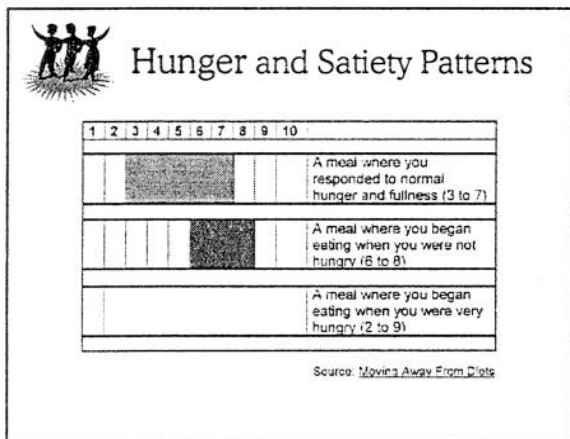 Hunger and Satiety Patterns
1 2 3 4 5 6 7 8 9 10
A meal where you
responded to normal
hunger and fullness (3 to 7)
A meal where you began
eating when you were not
hungry (6 to 8)
A meal where you began
eating when you were very
hungry (2 to 9)
Source: Moving Away From Diets